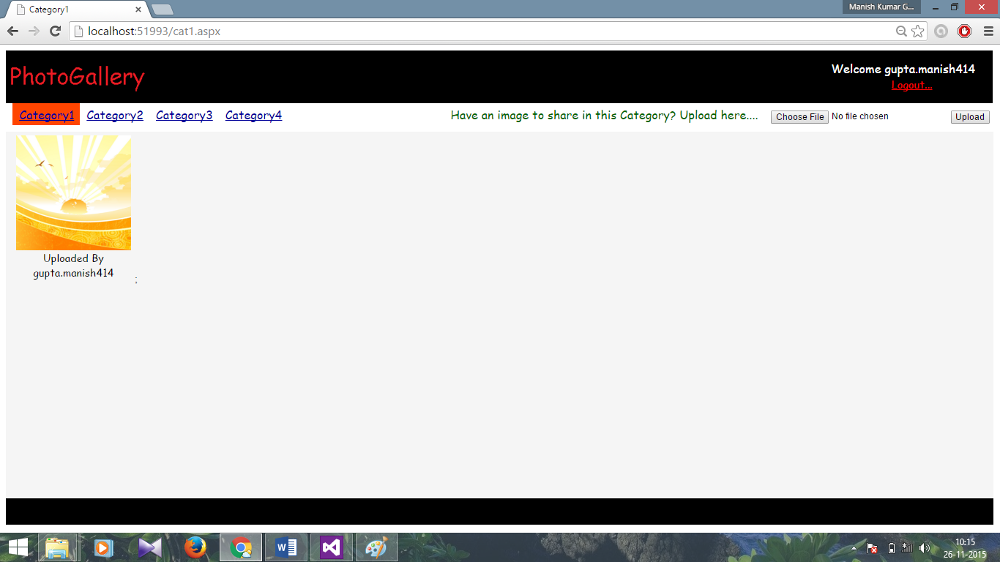 Category1
Manish Kumar G...
localhost:51993/cat1.aspx
PhotoGallery
Welcome gupta.manish414
Logout...
Category1 Category2 Category3 Category4 Have an image to share in this Category? Upload here.... Choose File No file chosen Upload
Uploaded By
gupta.manish414 ;
10:15
26-11-2015